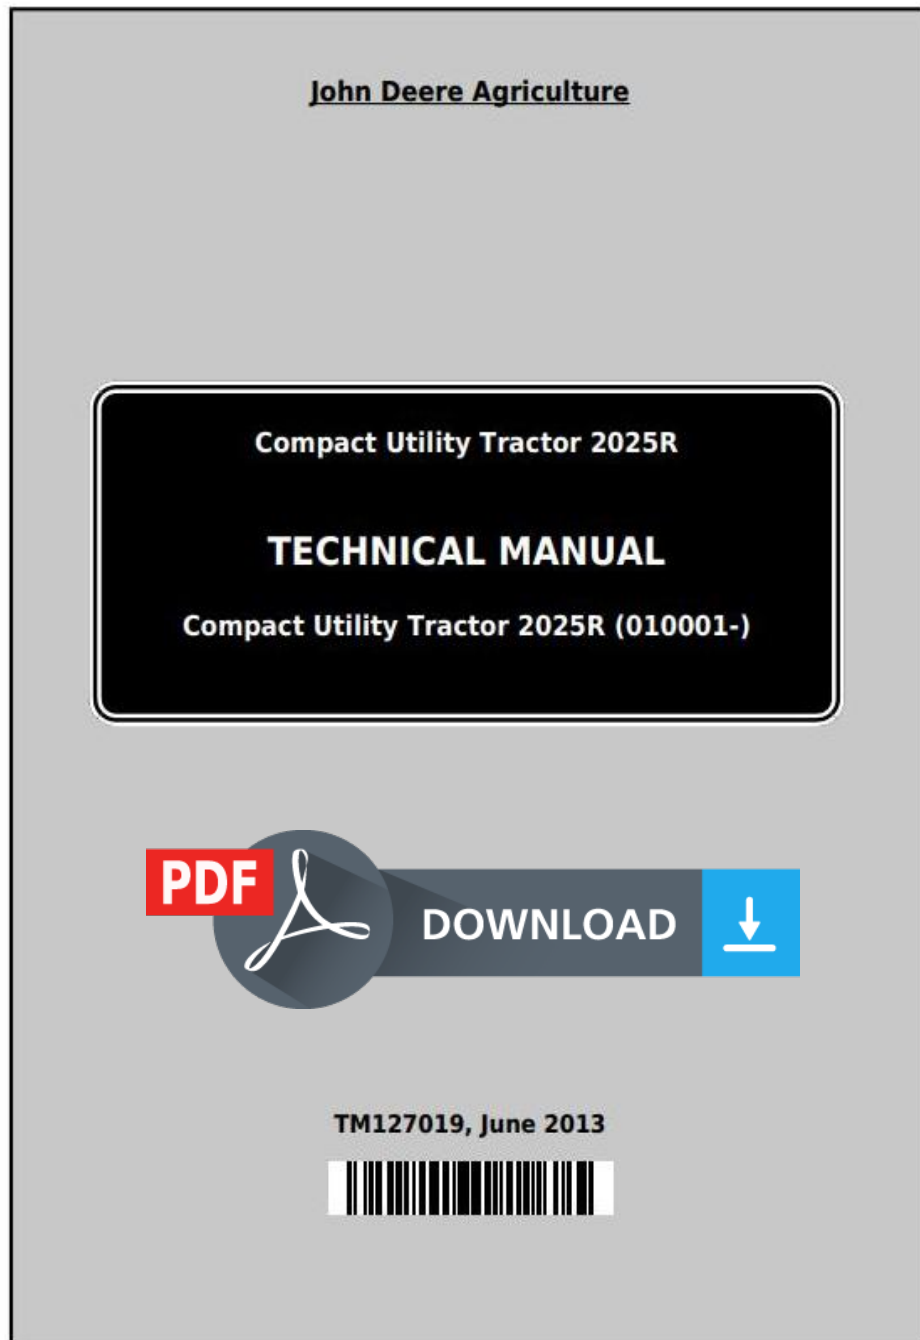 John Deere Agriculture
Compact Utility Tractor 2025R
TECHNICAL MANUAL
Compact Utility Tractor 2025R (010001-)
PDF
DOWNLOAD
TM127019, June 2013